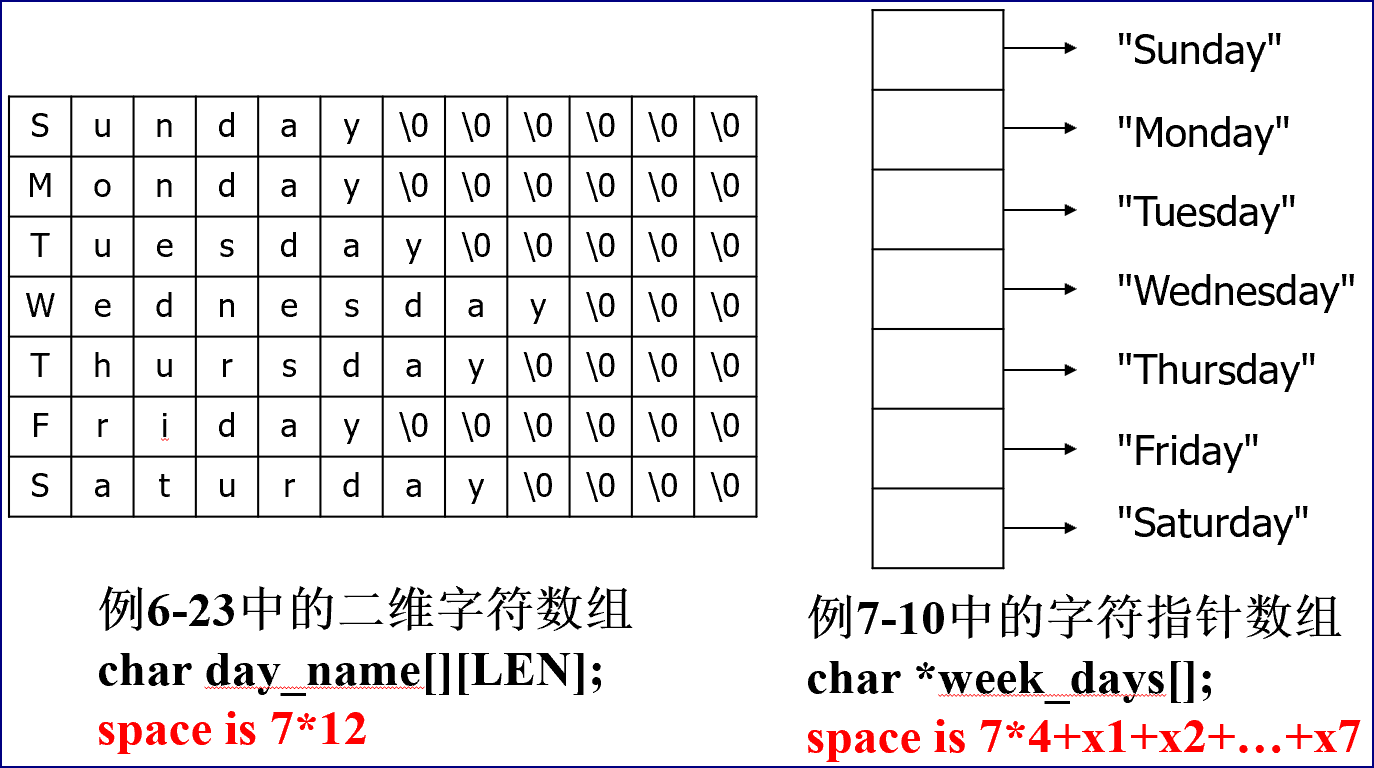 S u n d a y \0 \0 \0 \0 \0 \0
M o n d a y \0 \0 \0 \0 \0 \0
T u e s d a y \0 \0 \0 \0 \0
W e d n e s d a y \0 \0 \0
T h u r s d a y \0 \0 \0 \0
F r i d a y \0 \0 \0 \0 \0 \0
S a t u r d a y \0 \0 \0 \0
例6-23中的二维字符数组
char day_name[][LEN];
space is 7*12
"Sunday"
"Monday"
"Tuesday"
"Wednesday"
"Thursday"
"Friday"
"Saturday"
例7-10中的字符指针数组
char *week_days[];
space is 7*4+x1+x2+…+x7